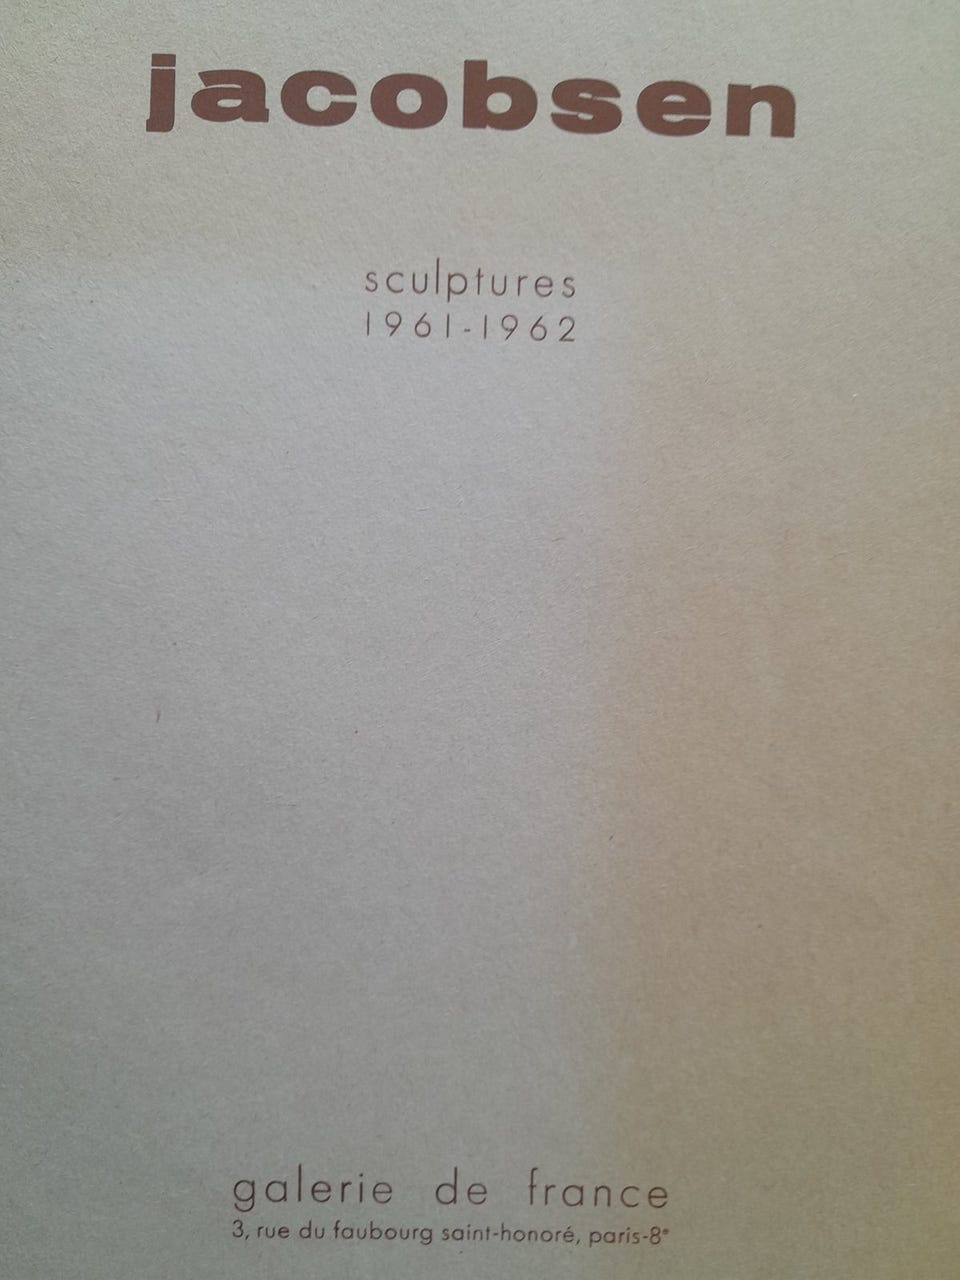 jacobsen
sculptures
1961-1962
galerie de france
3, rue du faubourg saint-honoré, paris-8e